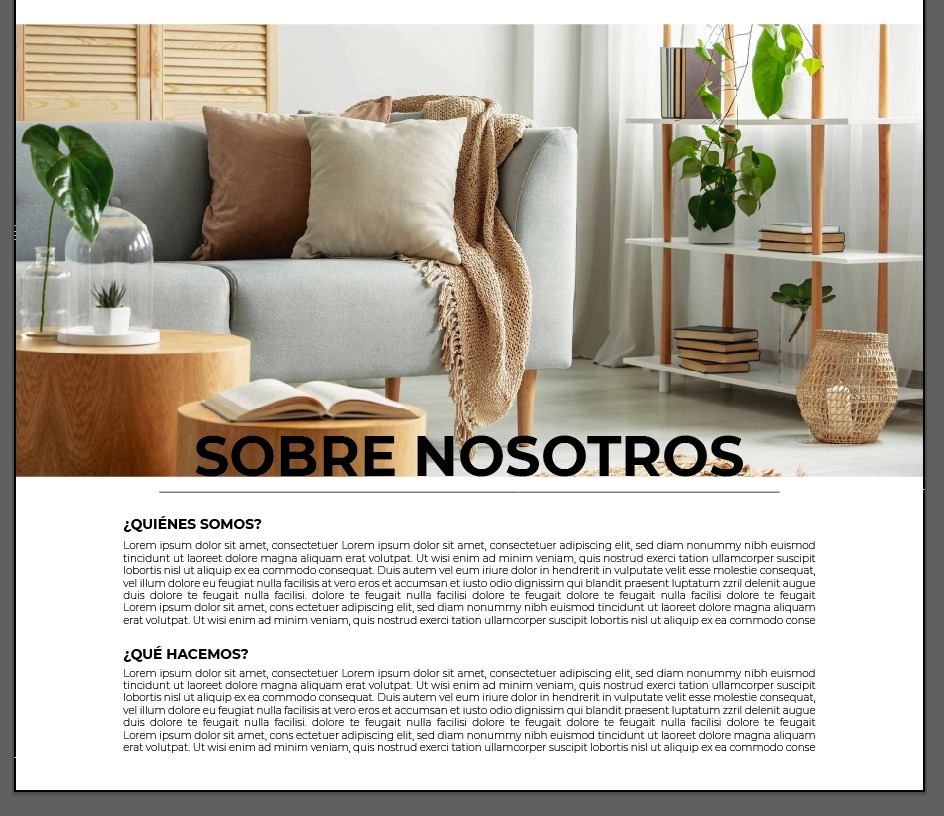 SOBRE NOSOTROS
¿QUIÉNES SOMOS?
Lorem ipsum dolor sit amet, consectetuer Lorem ipsum dolor sit amet, consectetuer adipiscing elit, sed diam nonummy nibh euismod
tincidunt ut laoreet dolore magna aliquam erat volutpat. Ut wisi enim ad minim veniam, quis nostrud exerci tation ullamcorper suscipit
lobortis nisl ut aliquip ex ea commodo consequat. Duis autem vel eum iriure dolor in hendrerit in vulputate velit esse molestie consequat,
vel illum dolore eu feugiat nulla facilisis at vero eros et accumsan et iusto odio dignissim qui blandit praesent luptatum zzril delenit augue
duis dolore te feugait nulla facilisi. dolore te feugait nulla facilisi dolore te feugait dolore te feugait nulla facilisi dolore te feugait
Lorem ipsum dolor sit amet, cons ectetuer adipiscing elit, sed diam nonummy nibh euismod tincidunt ut laoreet dolore magna aliquam
erat volutpat. Ut wisi enim ad minim veniam, quis nostrud exerci tation ullamcorper suscipit lobortis nisl ut aliquip ex ea commodo conse
¿QUÉ HACEMOS?
Lorem ipsum dolor sit amet, consectetuer Lorem ipsum dolor sit amet, consectetuer adipiscing elit, sed diam nonummy nibh euismod
tincidunt ut laoreet dolore magna aliquam erat volutpat. Ut wisi enim ad minim veniam, quis nostrud exerci tation ullamcorper suscipit
lobortis nisl ut aliquip ex ea commodo consequat. Duis autem vel eum iriure dolor in hendrerit in vulputate velit esse molestie consequat,
vel illum dolore eu feugiat nulla facilisis at vero eros et accumsan et iusto odio dignissim qui blandit praesent luptatum zzril delenit augue
duis dolore te feugait nulla facilisi. dolore te feugait nulla facilisi dolore te feugait dolore te feugait nulla facilisi dolore te feugait
Lorem ipsum dolor sit amet, cons ectetuer adipiscing elit, sed diam nonummy nibh euismod tincidunt ut laoreet dolore magna aliquam
erat volutpat. Ut wisi enim ad minim veniam, quis nostrud exerci tation ullamcorper suscipit lobortis nisl ut aliquip ex ea commodo conse